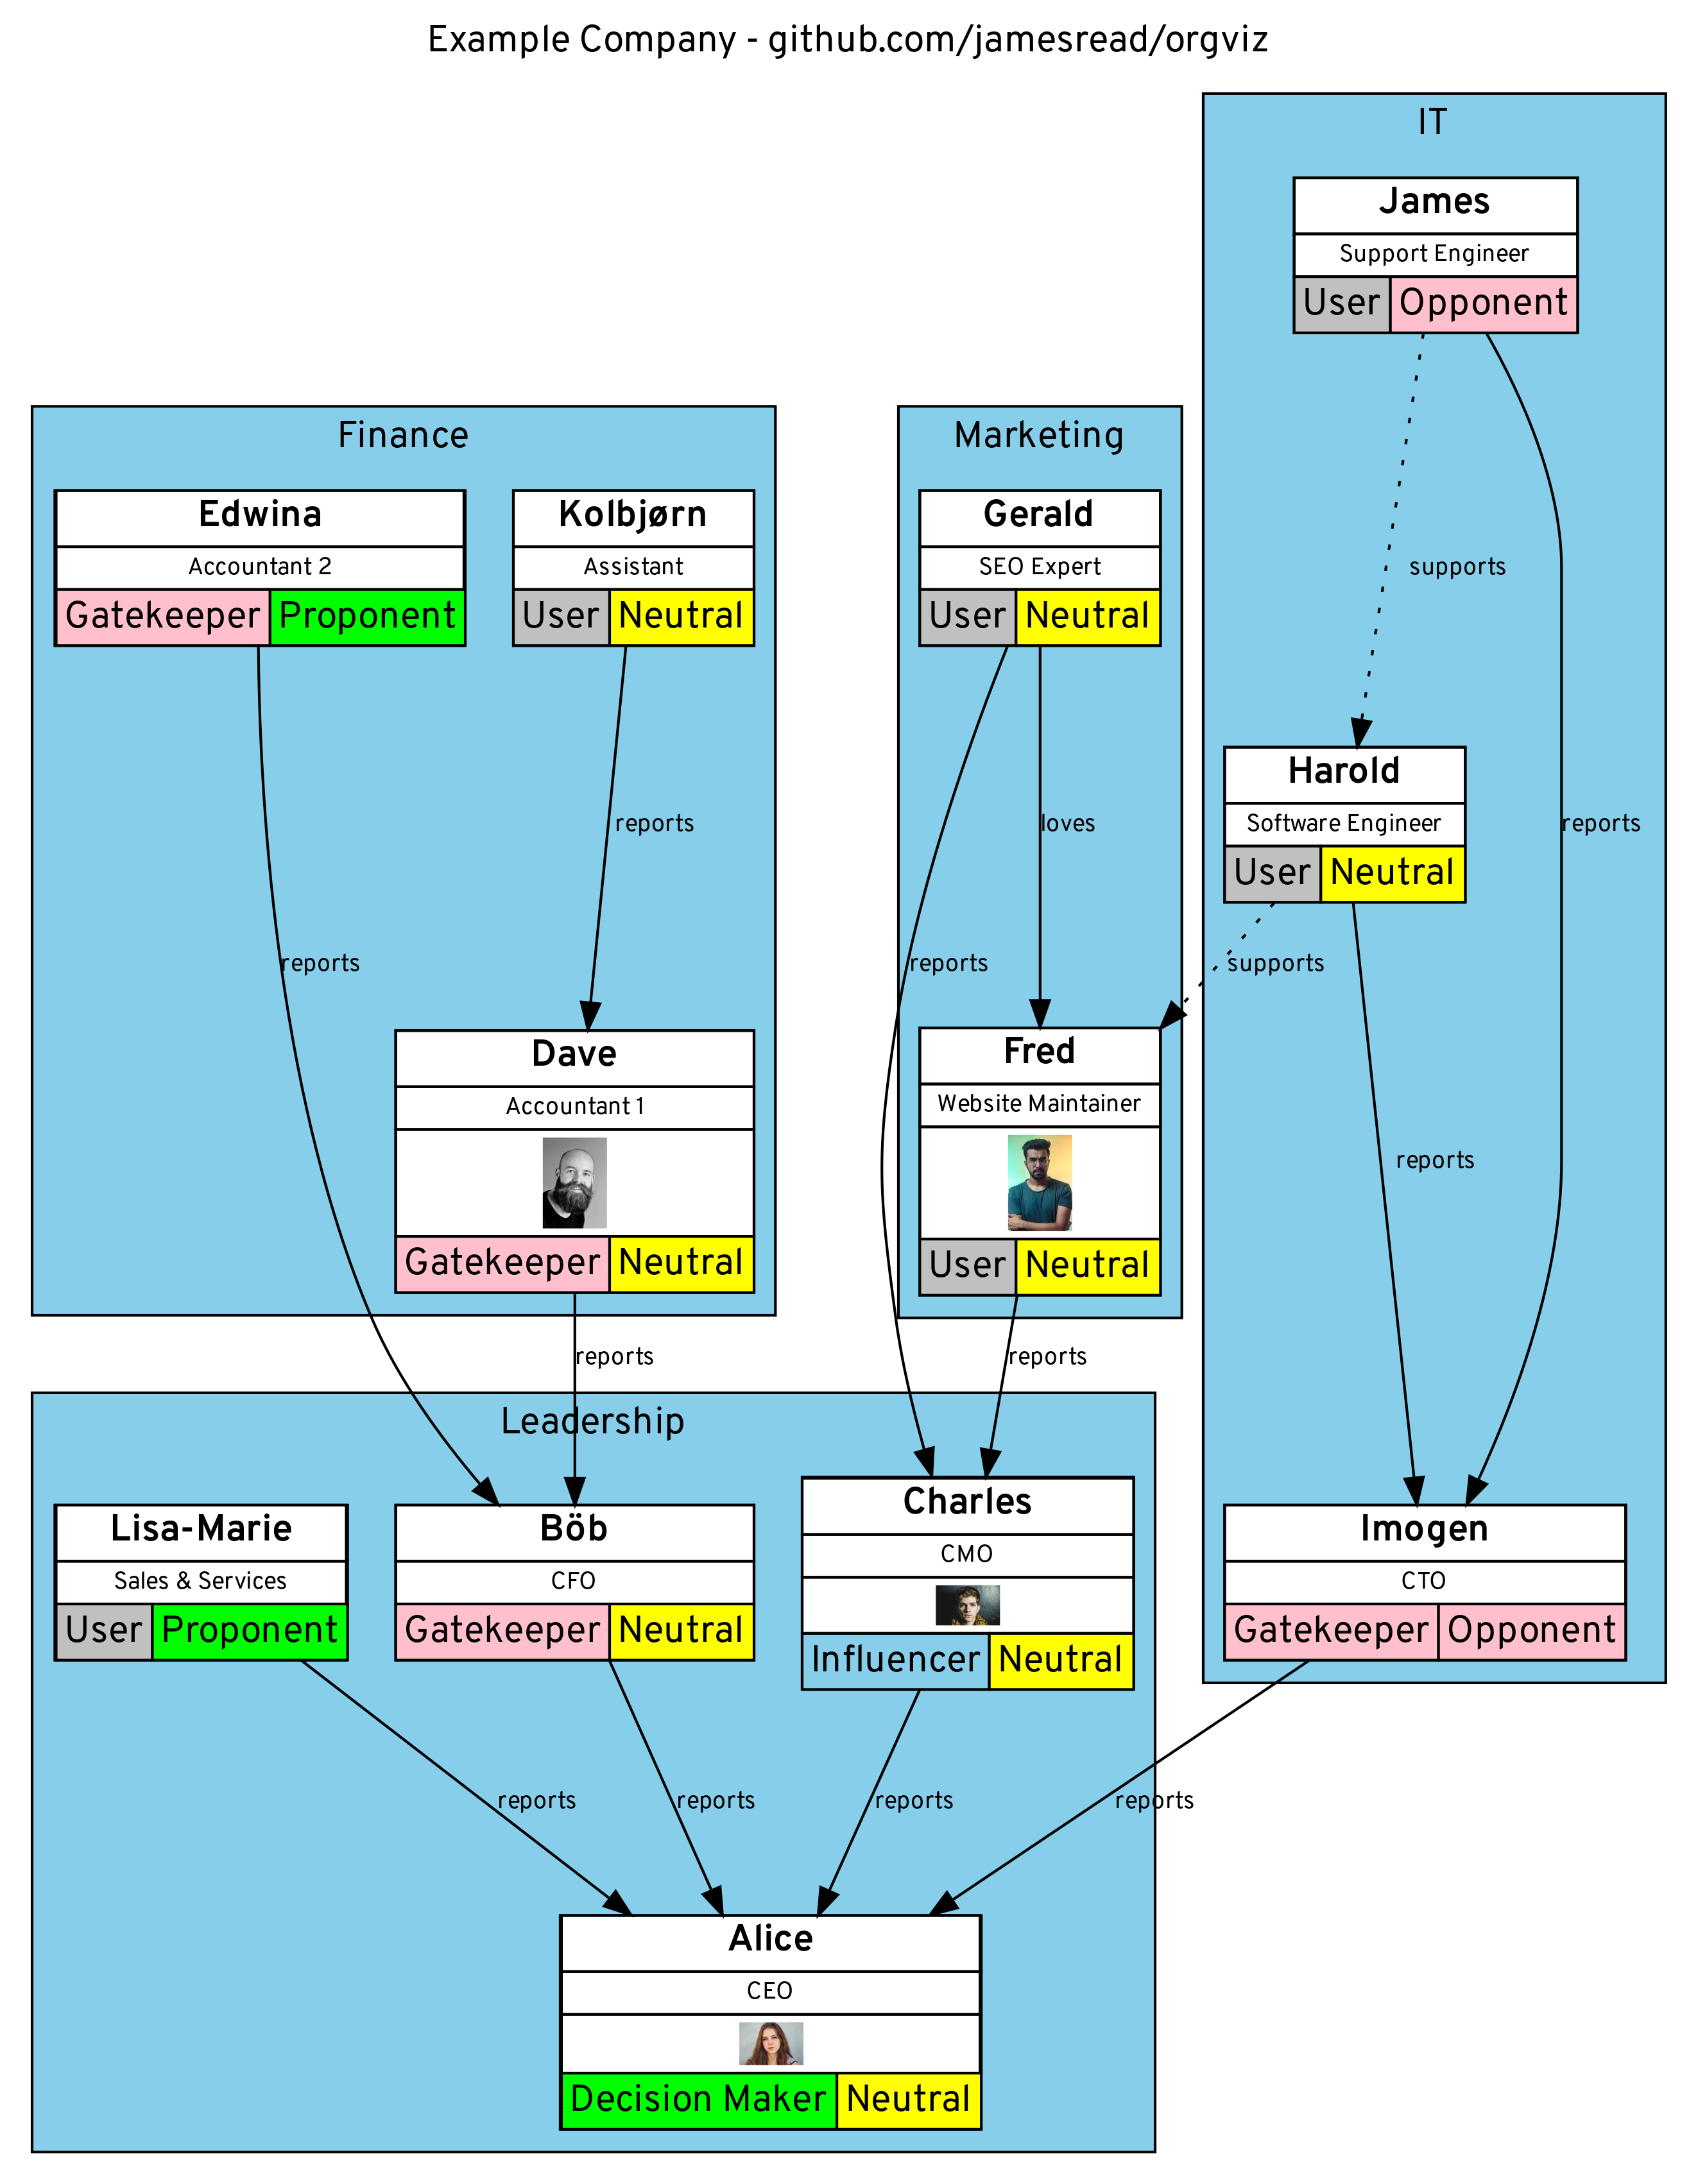 Example Company - github.com/jamesread/orgviz
IT
James
Support Engineer
User Opponent
supports
reports
Harold
Software Engineer
User Neutral
supports
reports
Imogen
CTO
Gatekeeper Opponent
reports
Finance
Edwina
Accountant 2
Gatekeeper Proponent
reports
Kolbjørn
Assistant
User Neutral
reports
Dave
Accountant 1
Gatekeeper Neutral
reports
Marketing
Gerald
SEO Expert
User Neutral
loves
reports
Fred
Website Maintainer
User Neutral
reports
Leadership
Lisa-Marie
Sales & Services
User Proponent
reports
Böb
CFO
Gatekeeper Neutral
reports
Charles
CMO
Influencer Neutral
reports
Alice
CEO
Decision Maker Neutral